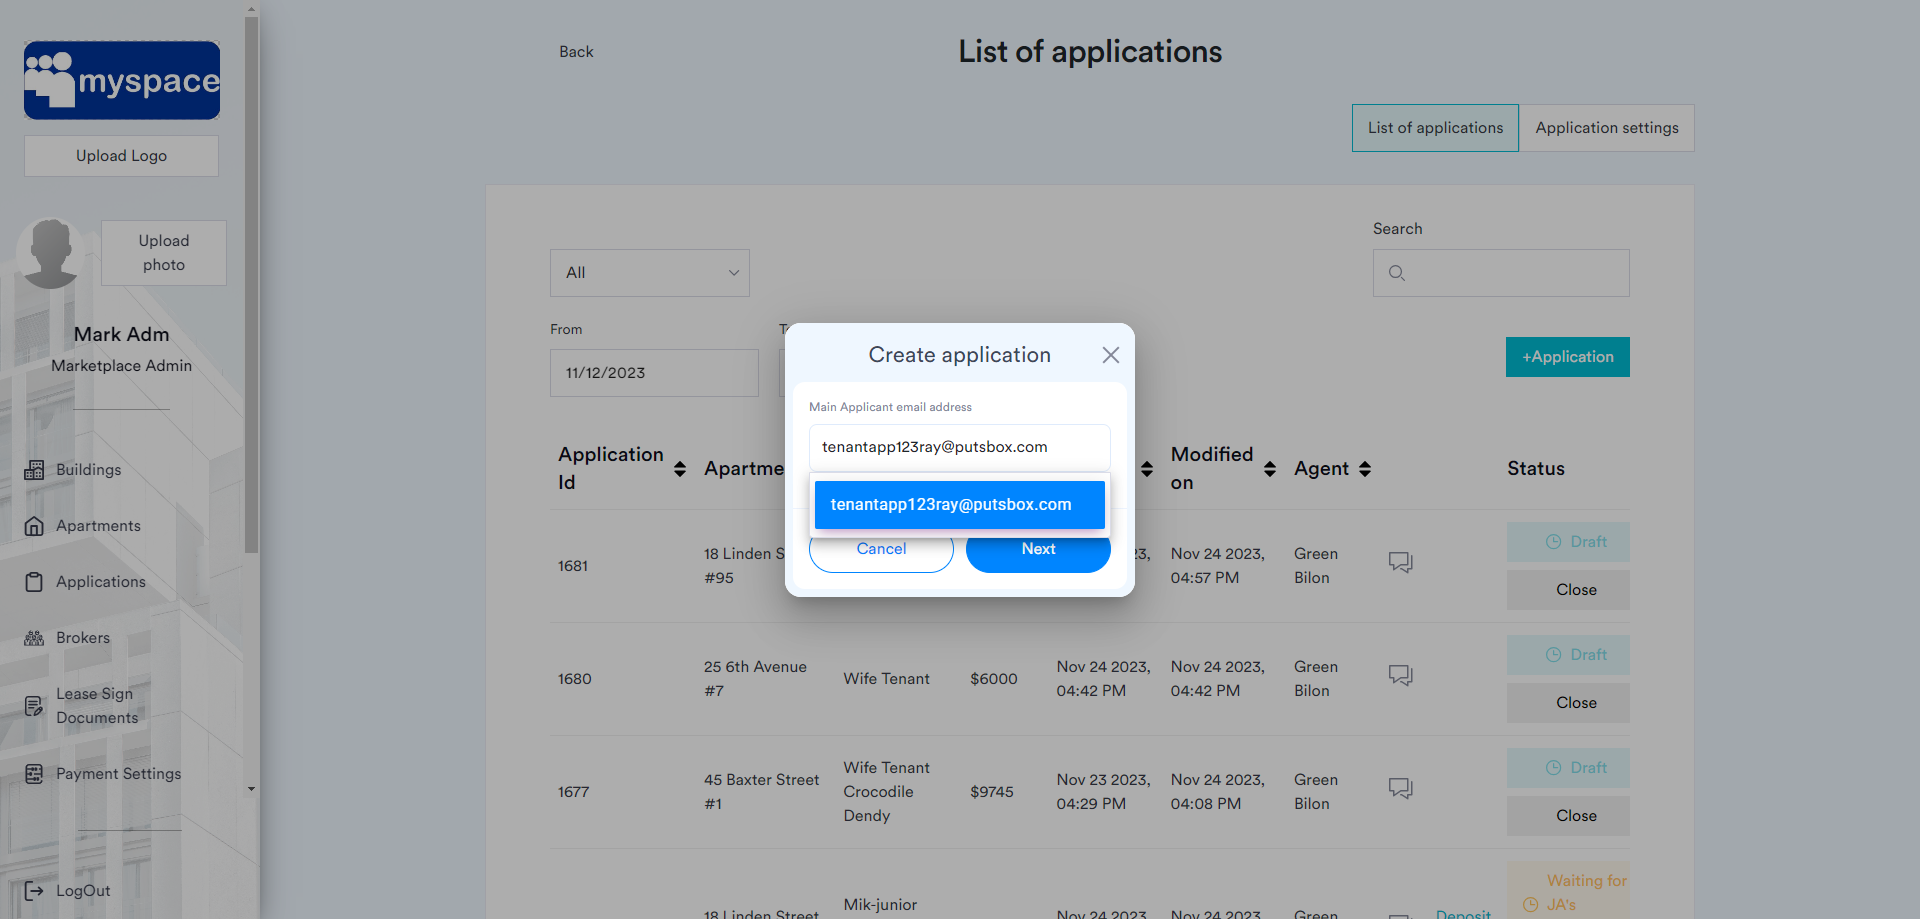 myspace
Upload Logo
Upload
photo
Mark Adm
Marketplace Admin
Buildings
Apartments
Applications
Brokers
Lease Sign
Documents
Payment Settings
LogOut
Back
List of applications
List of applications
Application settings
Search
All
From
11/12/2023
+Application
Create application
Main Applicant email address
tenantapp123ray@putsbox.com
tenantapp123ray@putsbox.com
Cancel
Next
Application
Id
Apartme
Modified
on
Agent
Status
1681
18 Linden S
#95
3,
Nov 24 2023,
04:57 PM
Green
Bilon
Draft
Close
1680
25 6th Avenue
#7
Wife Tenant
$6000
Nov 24 2023,
04:42 PM
Nov 24 2023,
04:42 PM
Green
Bilon
Draft
Close
1677
45 Baxter Street
#1
Wife Tenant
Crocodile
Dendy
$9745
Nov 23 2023,
04:29 PM
Nov 24 2023,
04:08 PM
Green
Bilon
Draft
Close
18 Linden Street
Mik-junior
Nov 24 2023,
Nov 24 2023,
Green
Deposit
Waiting for
JA's